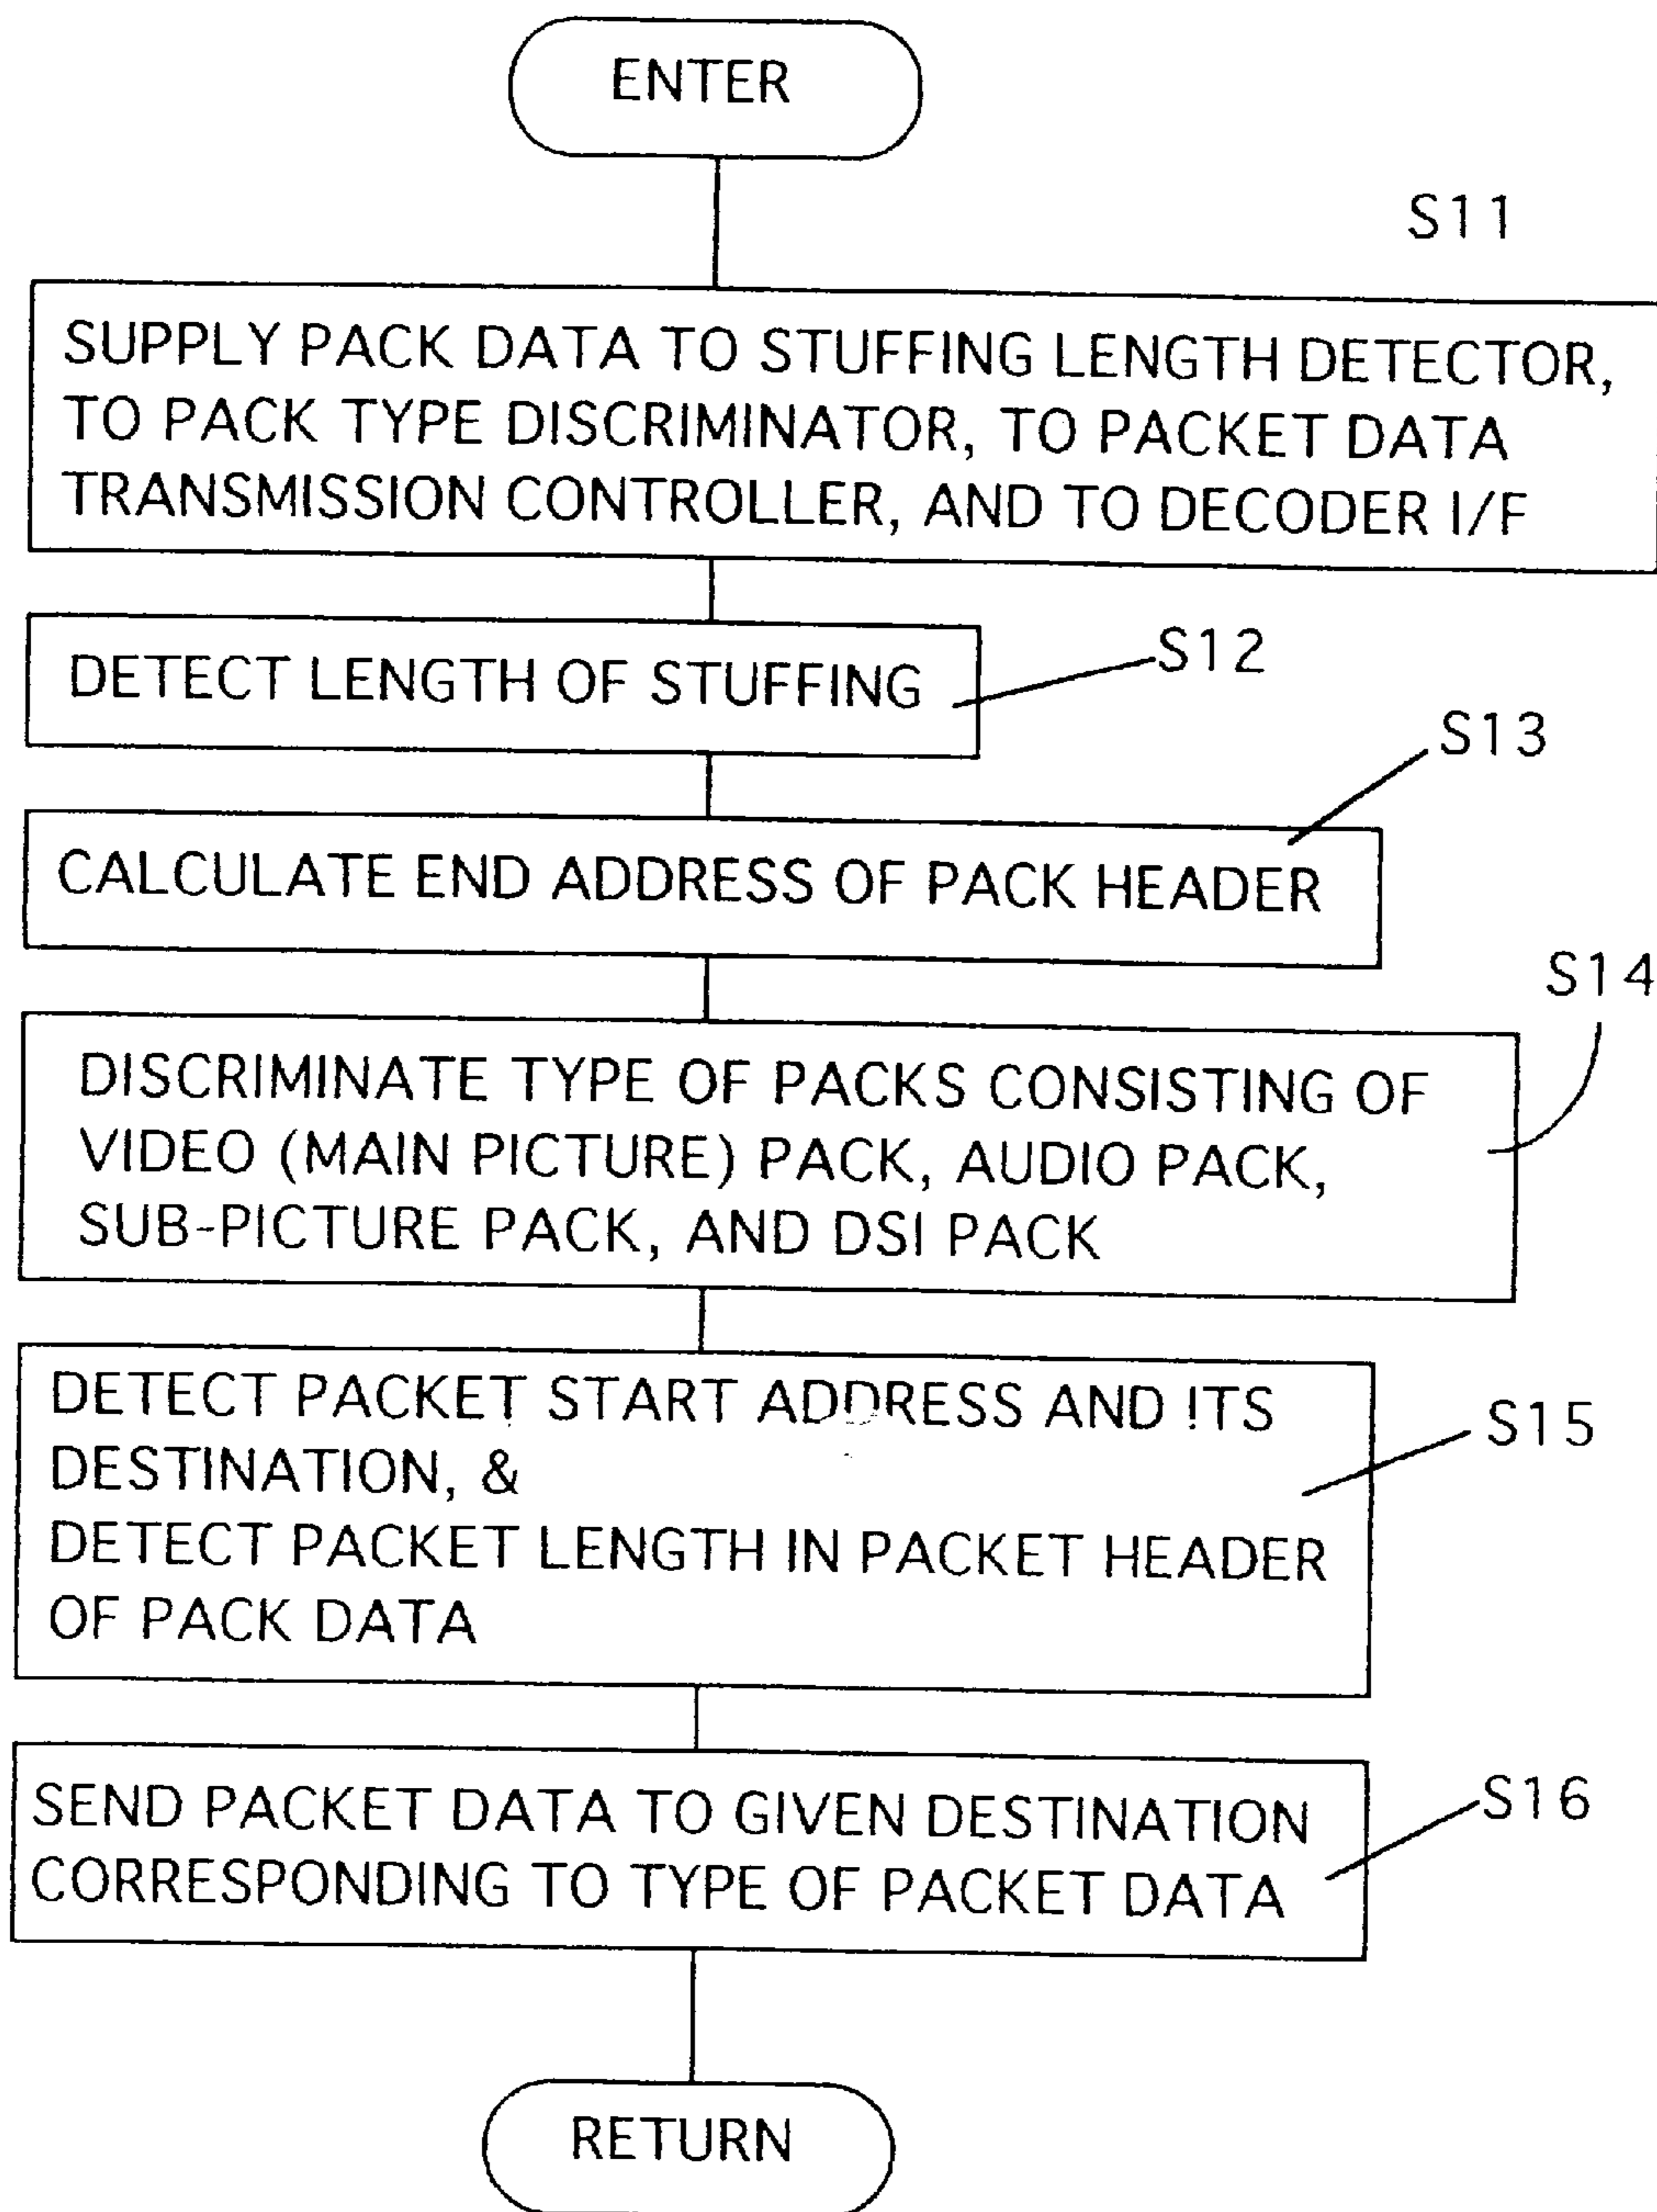 ENTER
S11
SUPPLY PACK DATA TO STUFFING LENGTH DETECTOR,
TO PACK TYPE DISCRIMINATOR, TO PACKET DATA
TRANSMISSION CONTROLLER, AND TO DECODER I/F
DETECT LENGTH OF STUFFING
S12
S13
CALCULATE END ADDRESS OF PACK HEADER
S14
DISCRIMINATE TYPE OF PACKS CONSISTING OF
VIDEO (MAIN PICTURE) PACK, AUDIO PACK,
SUB-PICTURE PACK, AND DSI PACK
DETECT PACKET START ADDRESS AND ITS
DESTINATION, &
DETECT PACKET LENGTH IN PACKET HEADER
OF PACK DATA
S15
SEND PACKET DATA TO GIVEN DESTINATION
CORRESPONDING TO TYPE OF PACKET DATA
S16
RETURN